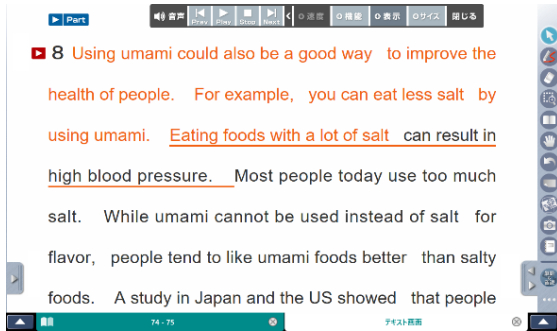 Part
音声 Prev Play Stop Next 速度 機能 表示 サイズ 閉じる
8 Using umami could also be a good way to improve the
health of people. For example, you can eat less salt by
using umami. Eating foods with a lot of salt can result in
high blood pressure. Most people today use too much
salt. While umami cannot be used instead of salt for
flavor, people tend to like umami foods better than salty
foods. A study in Japan and the US showed that people
74 - 75 テキスト画面